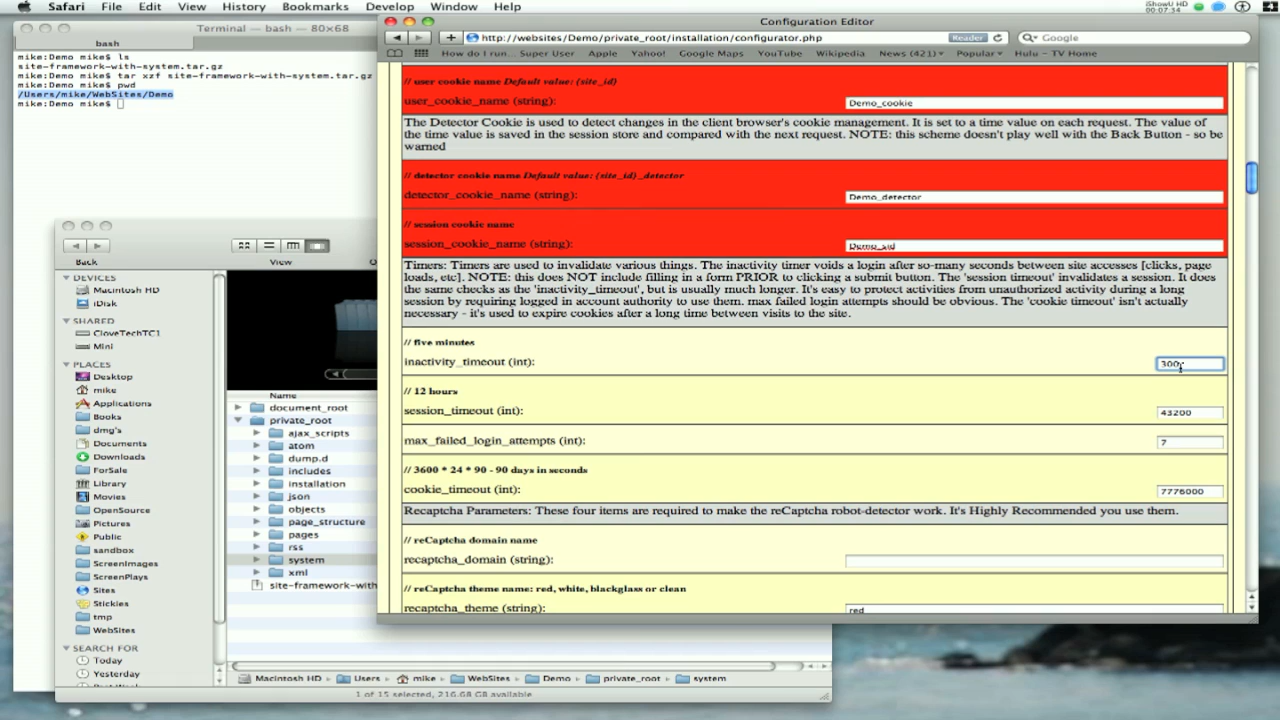 Safari File Edit View History Bookmarks Develop Window Help
iShowU HD
00:07:34
Terminal — bash — 80×68
bash
mike:Demo mike$ ls
site-framework-with-system.tar.gz
mike:Demo mike$ tar xzf site-framework-with-system.tar.gz
mike:Demo mike$ pwd
/Users/mike/WebSites/Demo
mike:Demo mike$
Configuration Editor
http://websites/Demo/private_root/installation/configurator.php
Reader
Google
How do I run... Super User Apple Yahoo! Google Maps YouTube Wikipedia News (421) Popular Hulu - TV Home
// user cookie name Default value: {site_id}
user_cookie_name (string):
Demo_cookie
The Detector Cookie is used to detect changes in the client browser's cookie management. It is set to a time value on each request. The value of
the time value is saved in the session store and compared with the next request. NOTE: this scheme doesn't play well with the Back Button - so be
warned
// detector cookie name Default value: {site_id}_detector
detector_cookie_name (string):
Demo_detector
// session cookie name
session_cookie_name (string):
Demo_sid
Timers: Timers are used to invalidate various things. The inactivity timer voids a login after so-many seconds between site accesses [clicks, page
loads, etc]. NOTE: this does NOT include filling in a form PRIOR to clicking a submit button. The 'session timeout' invalidates a session. It does
the same checks as the 'inactivity_timeout', but is usually much longer. It's easy to protect activities from unauthorized activity during a long
session by requiring logged in account authority to use them. max failed login attempts should be obvious. The 'cookie timeout' isn't actually
necessary - it's used to expire cookies after a long time between visits to the site.
// five minutes
inactivity_timeout (int):
300
// 12 hours
session_timeout (int):
43200
max_failed_login_attempts (int):
7
// 3600 * 24 * 90 - 90 days in seconds
cookie_timeout (int):
7776000
Recaptcha Parameters: These four items are required to make the reCaptcha robot-detector work. It's Highly Recommended you use them.
// reCaptcha domain name
recaptcha_domain (string):
// reCaptcha theme name: red, white, blackglass or clean
recaptcha_theme (string):
red
Back
View
DEVICES
Macintosh HD
iDisk
SHARED
CloveTechTC1
Mini
PLACES
Desktop
mike
Applications
Books
dmg's
Documents
Downloads
ForSale
Library
Movies
OpenSource
Pictures
Public
sandbox
ScreenImages
ScreenPlays
Sites
Stickies
tmp
WebSites
SEARCH FOR
Today
Yesterday
Name
document_root
private_root
ajax_scripts
atom
dump.d
includes
installation
json
objects
page_structure
pages
rss
system
xml
site-framework-with
Macintosh HD Users mike WebSites Demo private_root system
1 of 15 selected, 216.68 GB available